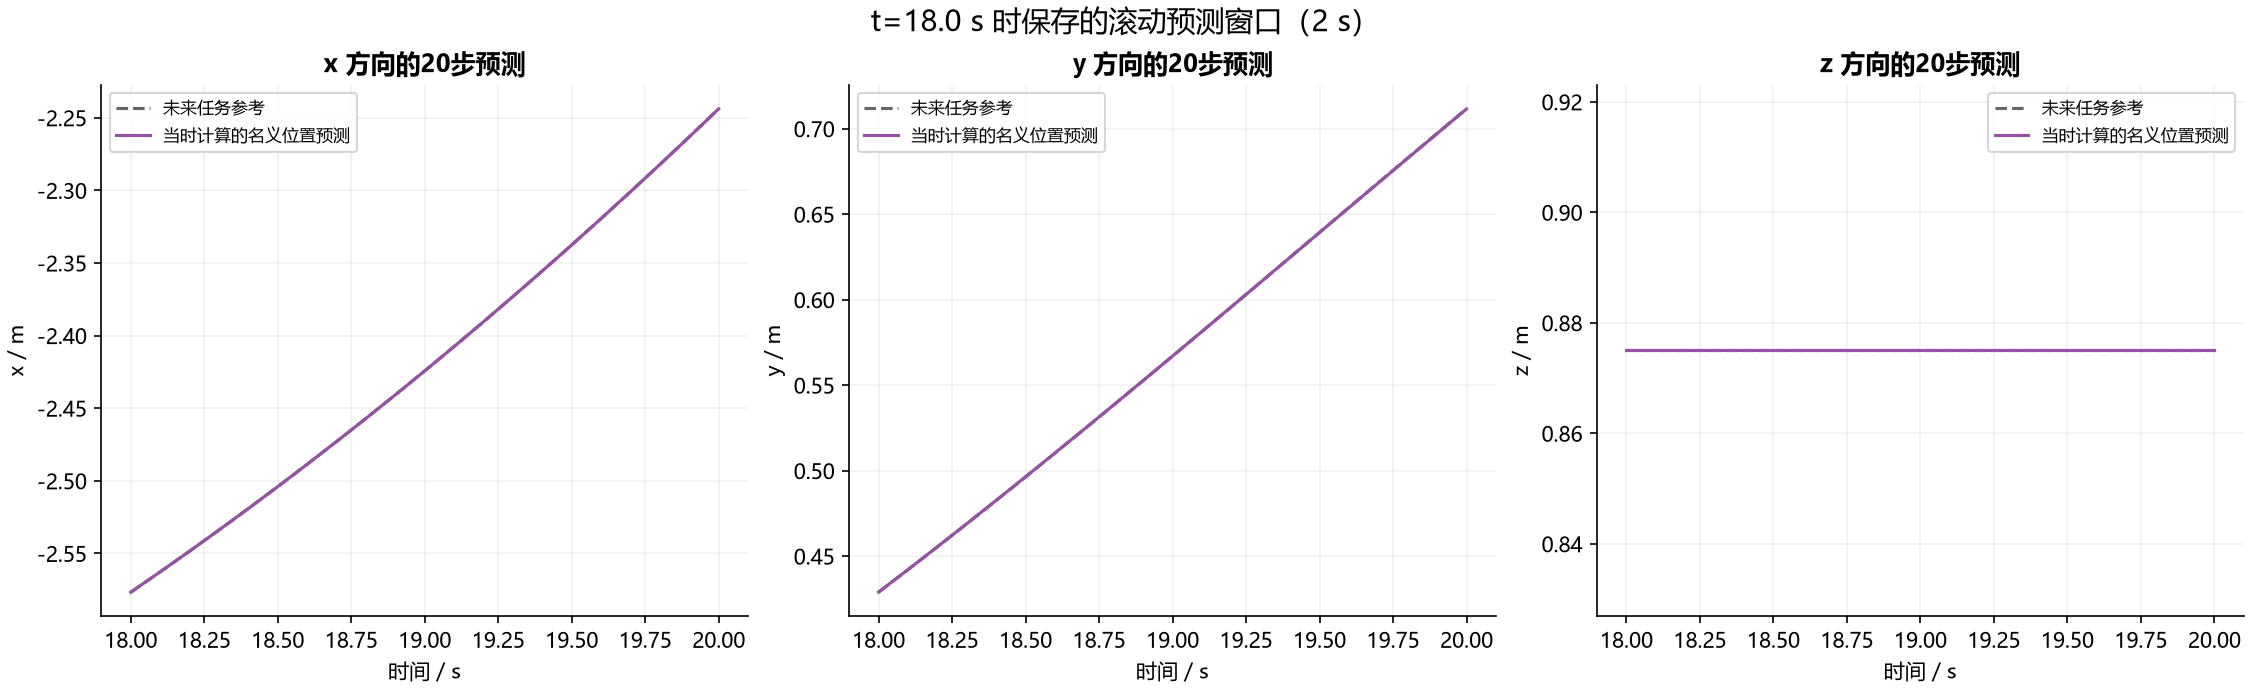 t=18.0 s 时保存的滚动预测窗口（2 s）
x 方向的20步预测
未来任务参考
当时计算的名义位置预测
-2.25
-2.30
-2.35
-2.40
-2.45
-2.50
-2.55
x / m
18.00 18.25 18.50 18.75 19.00 19.25 19.50 19.75 20.00
时间 / s
y 方向的20步预测
未来任务参考
当时计算的名义位置预测
0.70
0.65
0.60
0.55
0.50
0.45
y / m
18.00 18.25 18.50 18.75 19.00 19.25 19.50 19.75 20.00
时间 / s
z 方向的20步预测
未来任务参考
当时计算的名义位置预测
0.92
0.90
0.88
0.86
0.84
z / m
18.00 18.25 18.50 18.75 19.00 19.25 19.50 19.75 20.00
时间 / s